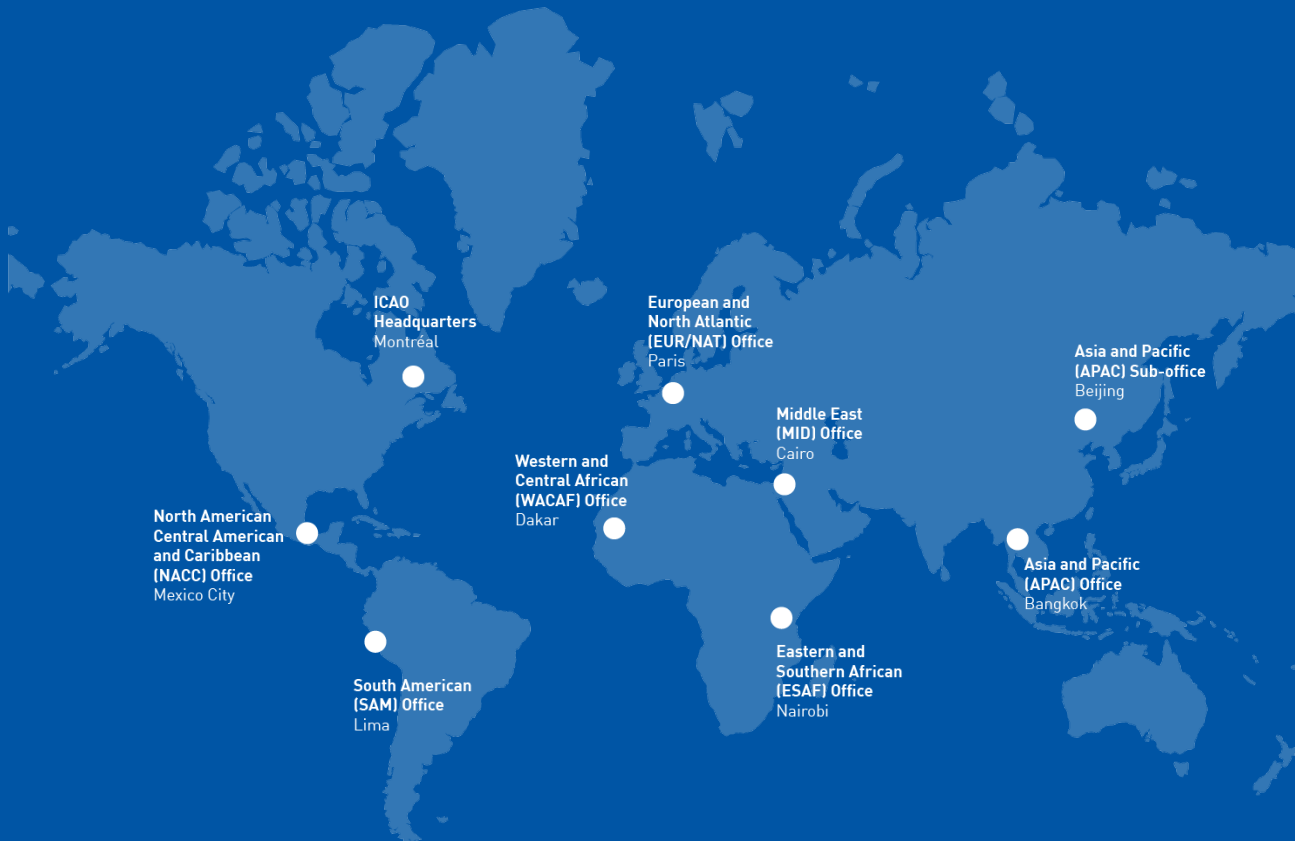 ICAO
Headquarters
Montréal
European and
North Atlantic
(EUR/NAT) Office
Paris
Asia and Pacific
(APAC) Sub-office
Beijing
Middle East
(MID) Office
Cairo
Western and
Central African
(WACAF) Office
Dakar
North American
Central American
and Caribbean
(NACC) Office
Mexico City
Asia and Pacific
(APAC) Office
Bangkok
Eastern and
Southern African
(ESAF) Office
Nairobi
South American
(SAM) Office
Lima